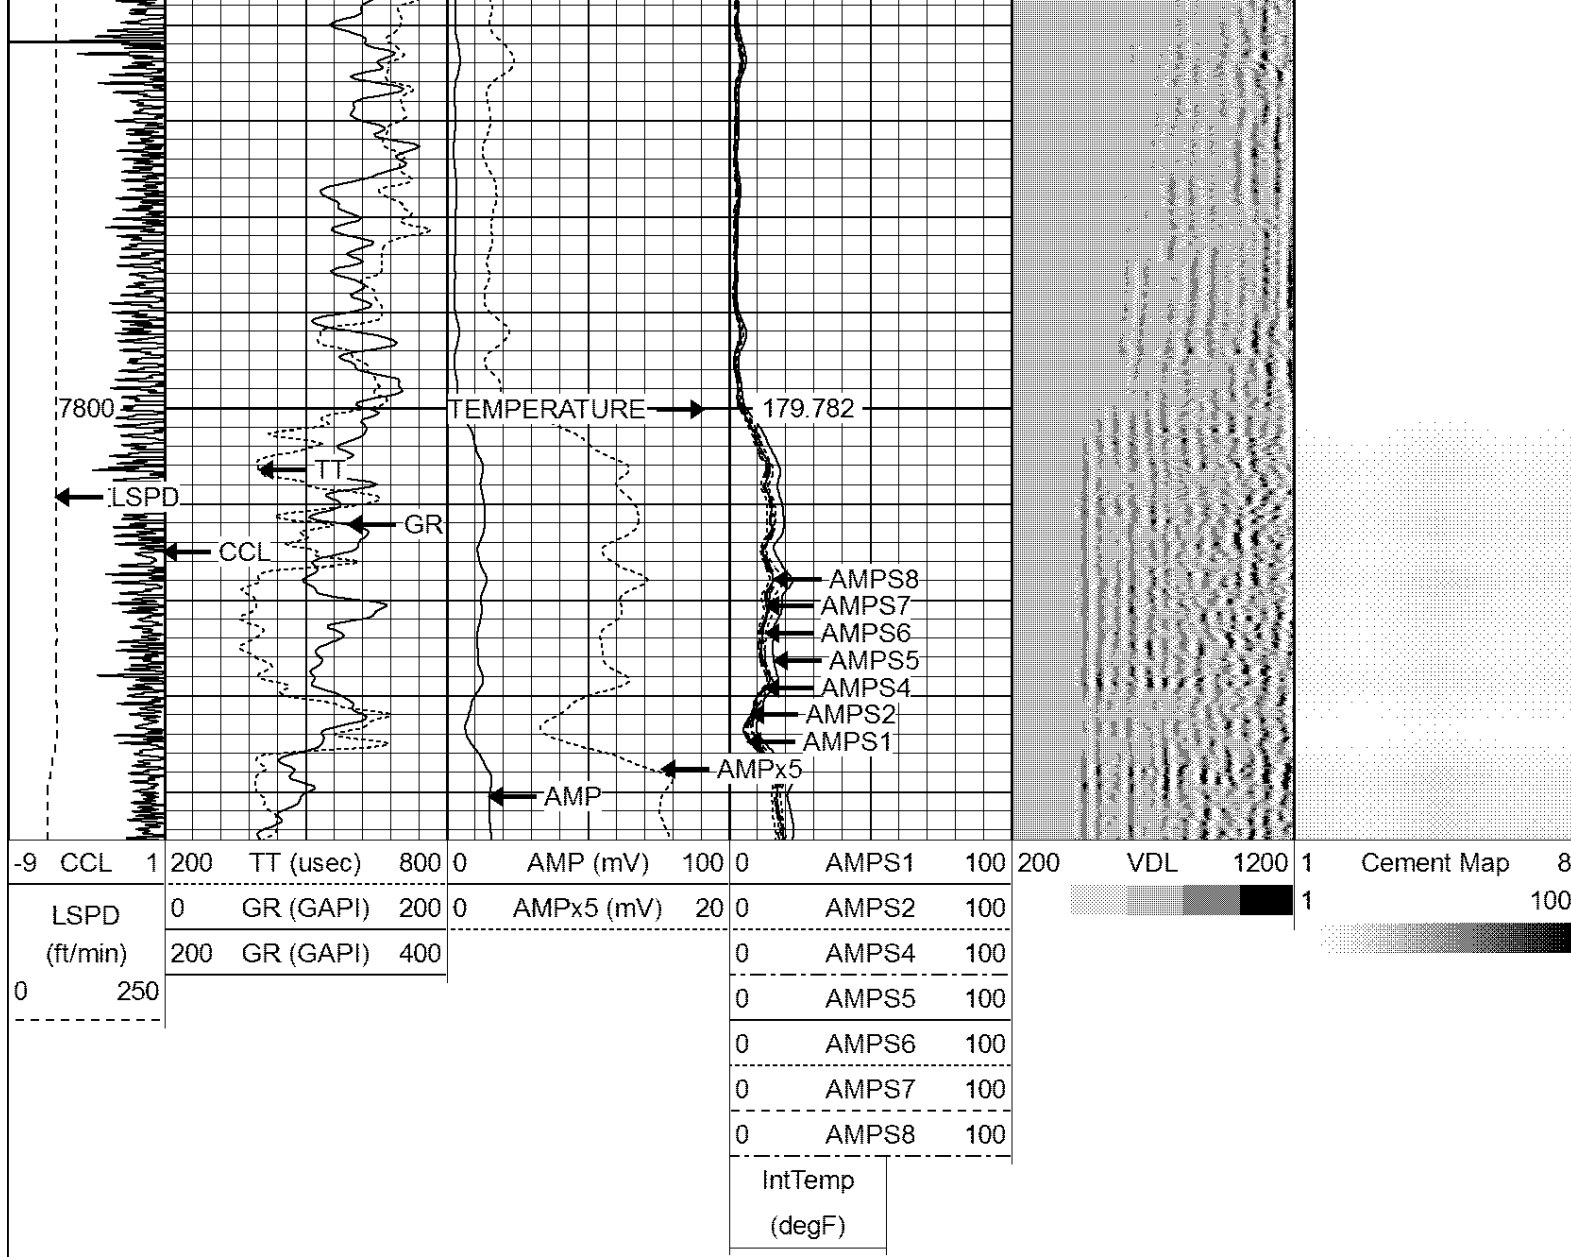 7800 TEMPERATURE 179.782
TT
LSPD
GR
CCL
AMPS8
AMPS7
AMPS6
AMPS5
AMPS4
AMPS2
AMPS1
AMPx5
AMP
-9 CCL 1 200 TT (usec) 800 0 AMP (mV) 100 0 AMPS1 100 200 VDL 1200 1 Cement Map 8
LSPD 0 GR (GAPI) 200 0 AMPx5 (mV) 20 0 AMPS2 100 1 100
(ft/min) 200 GR (GAPI) 400 0 AMPS4 100
0 250 0 AMPS5 100
0 AMPS6 100
0 AMPS7 100
0 AMPS8 100
IntTemp
(degF)